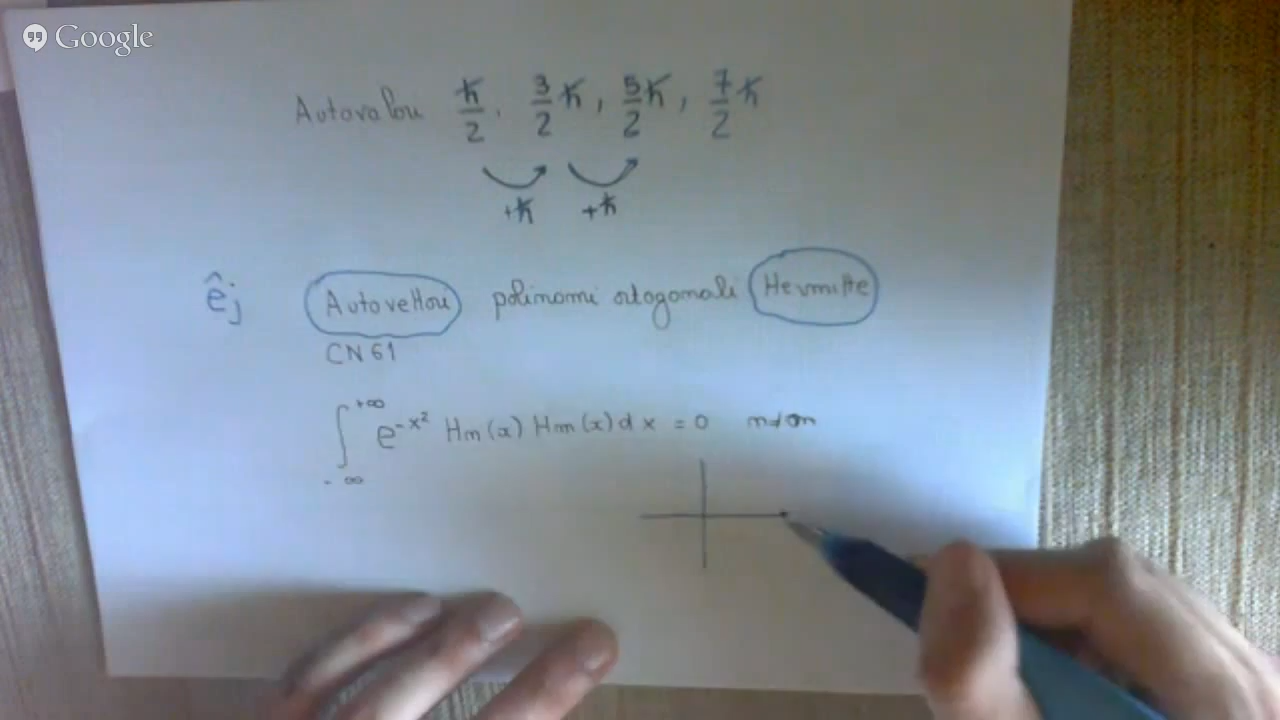 Google
Autovalori ħ/2, 3/2 ħ, 5/2 ħ, 7/2 ħ
+ħ +ħ
êj Autovettori polinomi ortogonali Hermite
CN 61
∫ +∞ -∞ e^-x² Hn(x) Hm(x) dx = 0 n≠m